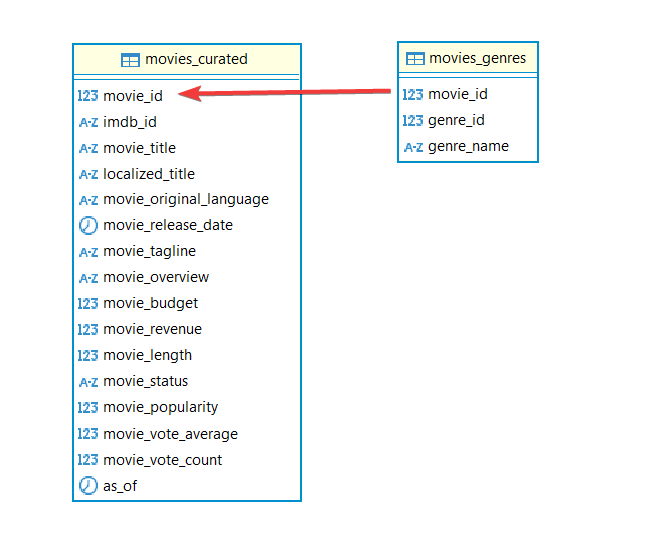 movies_curated
123 movie_id
A-Z imdb_id
A-Z movie_title
A-Z localized_title
A-Z movie_original_language
movie_release_date
A-Z movie_tagline
A-Z movie_overview
123 movie_budget
123 movie_revenue
123 movie_length
A-Z movie_status
123 movie_popularity
123 movie_vote_average
123 movie_vote_count
as_of
movies_genres
123 movie_id
123 genre_id
A-Z genre_name